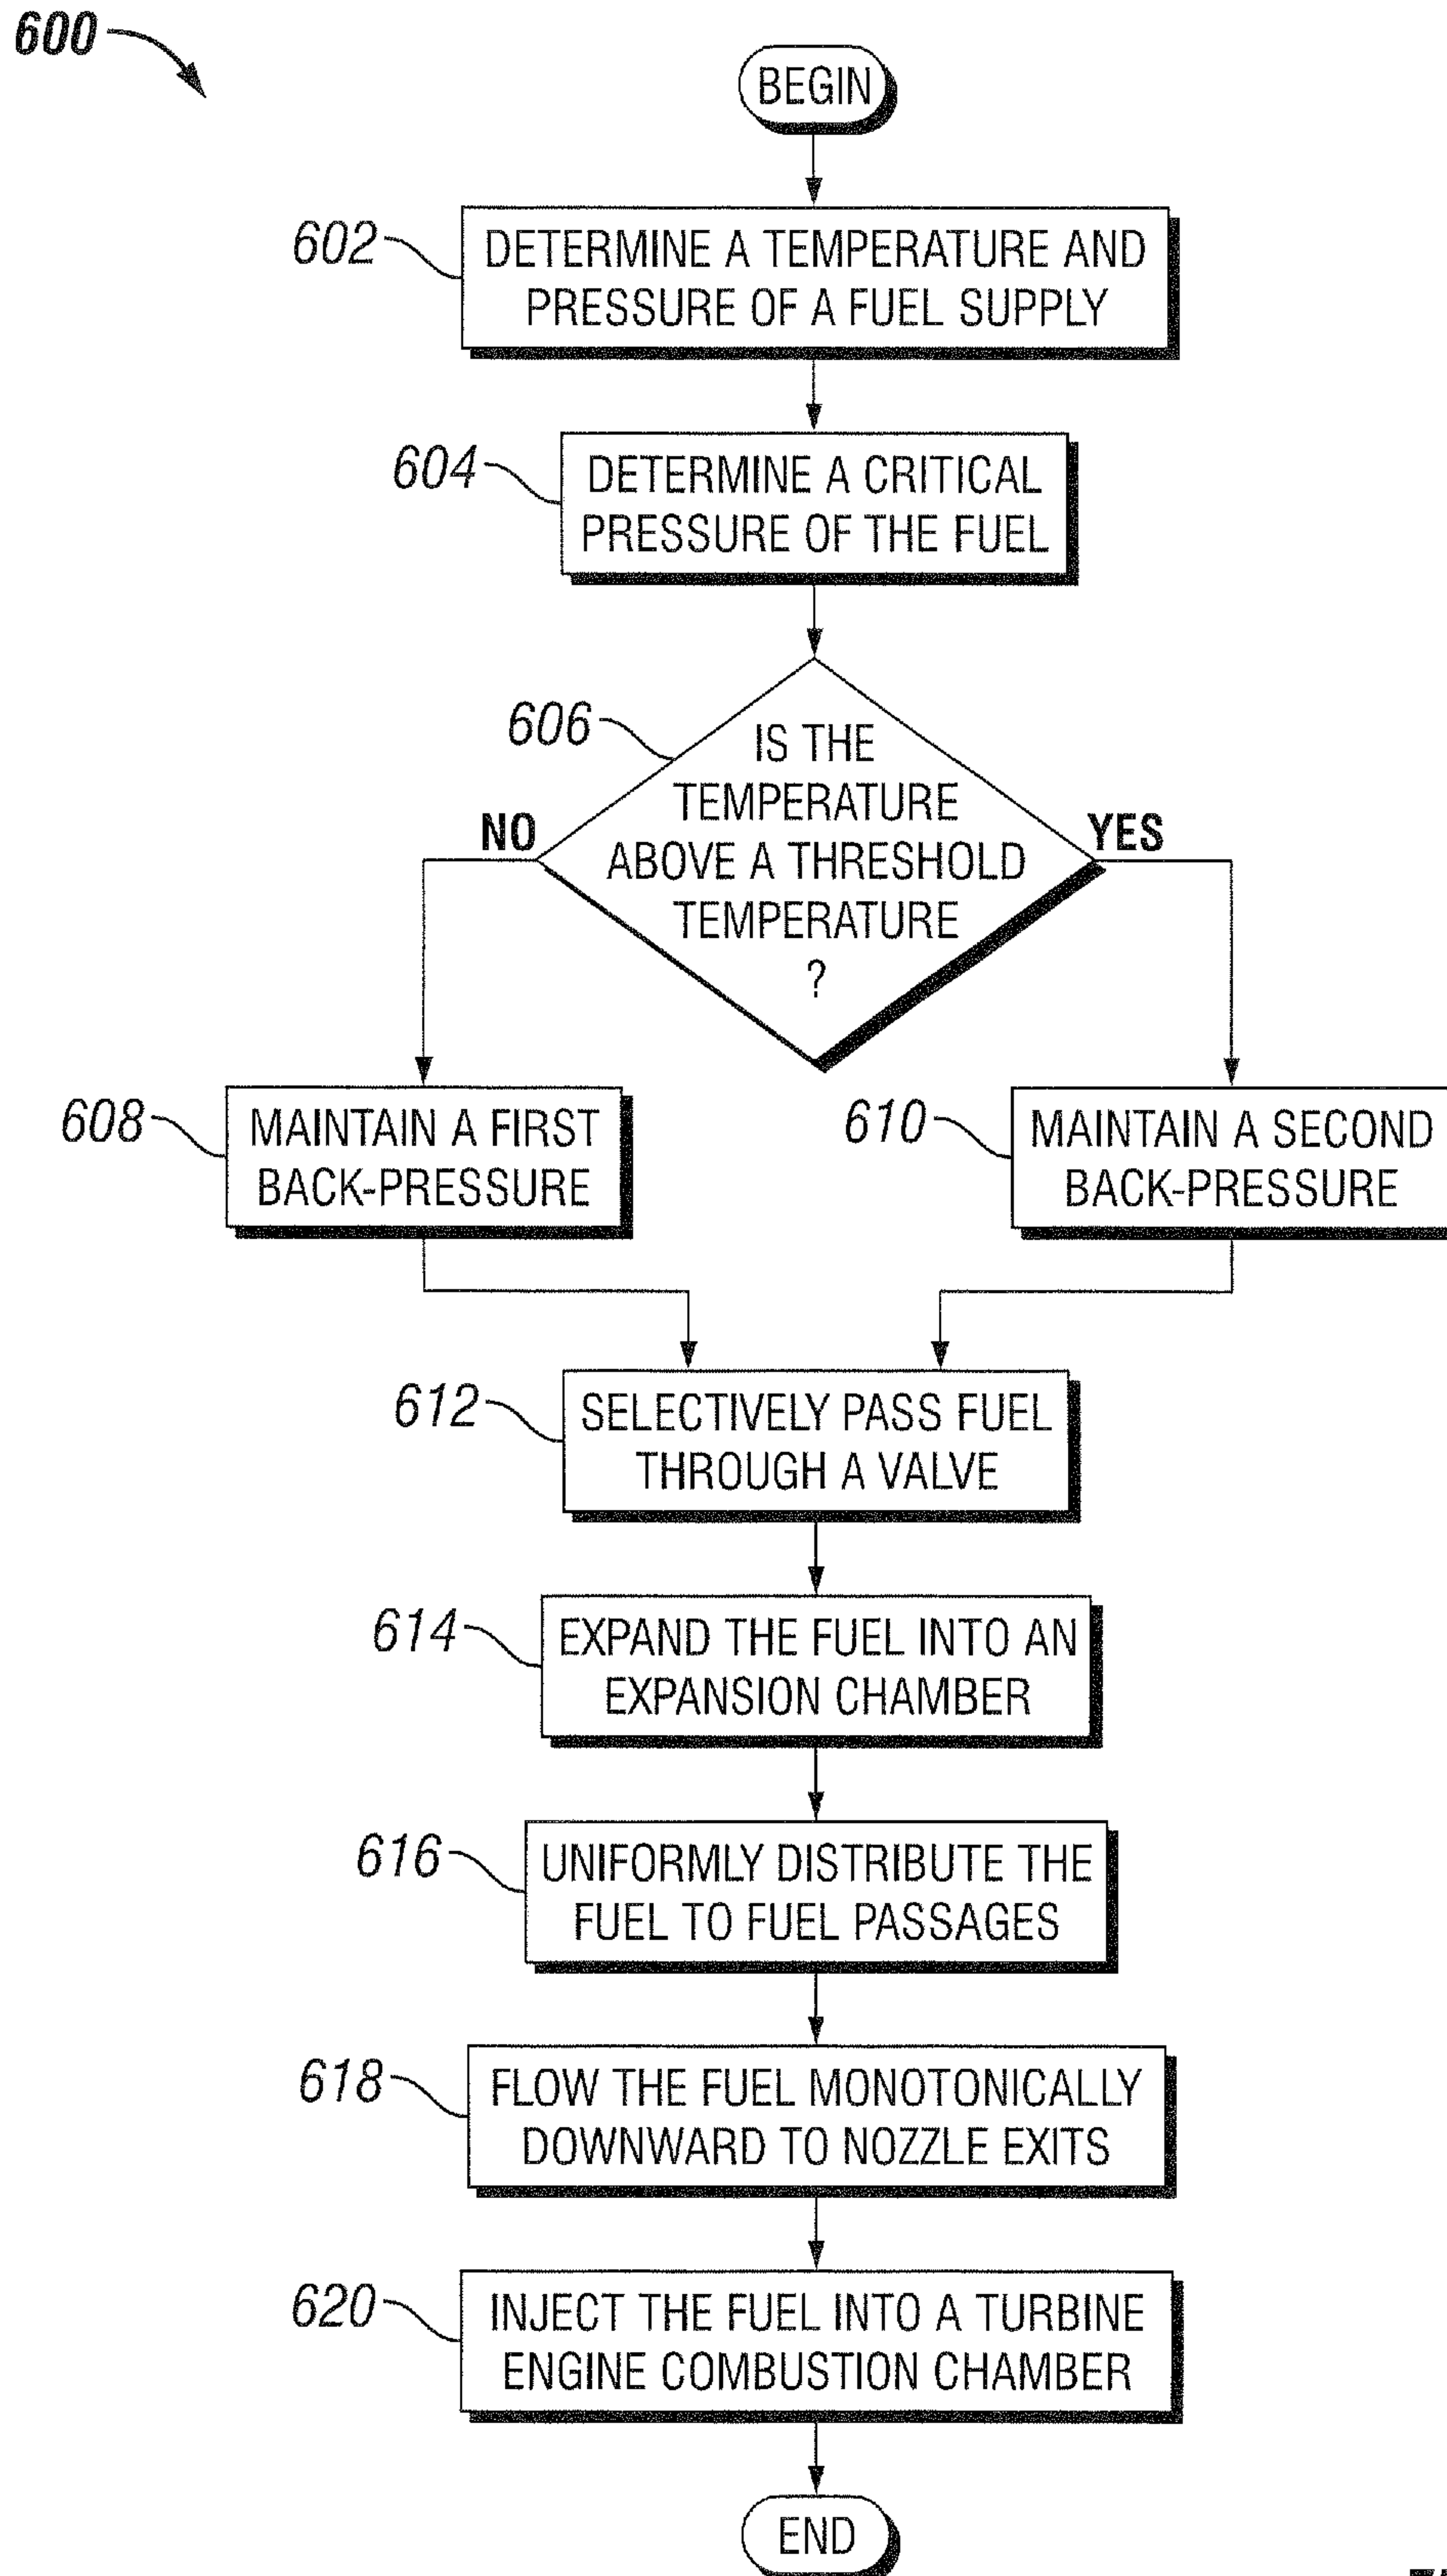 600
BEGIN
602
DETERMINE A TEMPERATURE AND
PRESSURE OF A FUEL SUPPLY
604
DETERMINE A CRITICAL
PRESSURE OF THE FUEL
606
IS THE
TEMPERATURE
ABOVE A THRESHOLD
TEMPERATURE
?
NO
YES
608
MAINTAIN A FIRST
BACK-PRESSURE
610
MAINTAIN A SECOND
BACK-PRESSURE
612
SELECTIVELY PASS FUEL
THROUGH A VALVE
614
EXPAND THE FUEL INTO AN
EXPANSION CHAMBER
616
UNIFORMLY DISTRIBUTE THE
FUEL TO FUEL PASSAGES
618
FLOW THE FUEL MONOTONICALLY
DOWNWARD TO NOZZLE EXITS
620
INJECT THE FUEL INTO A TURBINE
ENGINE COMBUSTION CHAMBER
END